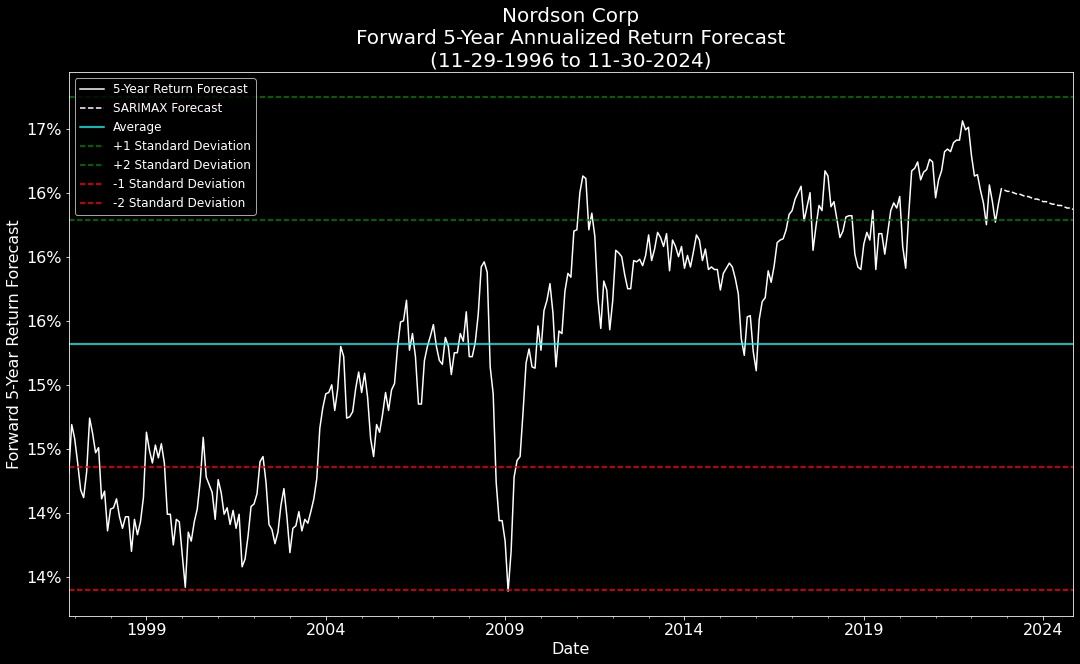 Nordson Corp
Forward 5-Year Annualized Return Forecast
(11-29-1996 to 11-30-2024)
5-Year Return Forecast
SARIMAX Forecast
Average
+1 Standard Deviation
+2 Standard Deviation
-1 Standard Deviation
-2 Standard Deviation
Forward 5-Year Return Forecast
17%
16%
16%
16%
15%
15%
14%
14%
1999 2004 2009 2014 2019 2024
Date